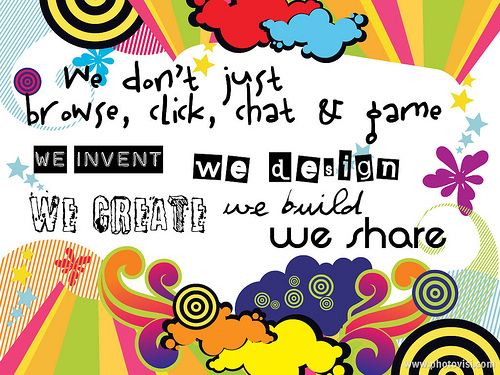 We don't just
browse, click, chat & game
WE INVENT
we design
WE CREATE
we build
we share
www.photovisi.com